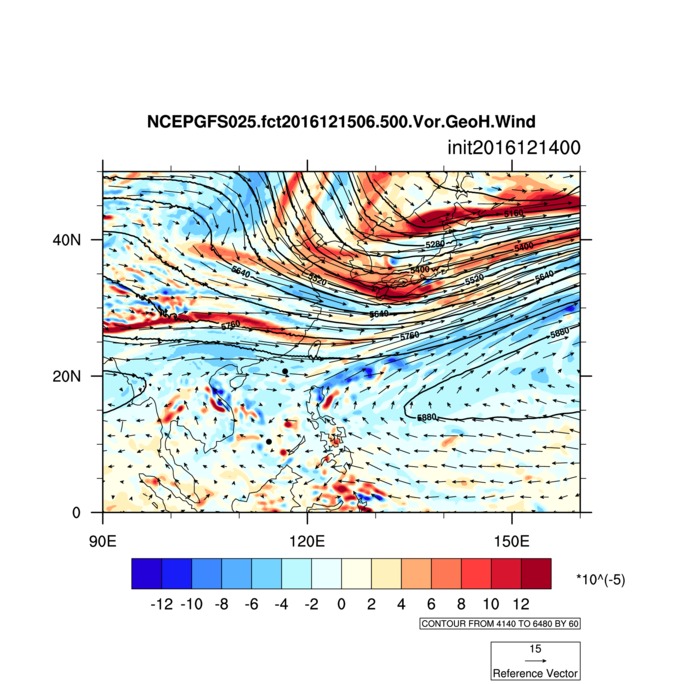 NCEPGFS025.fct2016121506.500.Vor.GeoH.Wind
init2016121400
40N
20N
0
90E 120E 150E
5160
5280
5400
5400
5520
5520
5640
5640
5640
5760
5760
5880
5880
-12 -10 -8 -6 -4 -2 0 2 4 6 8 10 12
*10^(-5)
CONTOUR FROM 4140 TO 6480 BY 60
15
Reference Vector